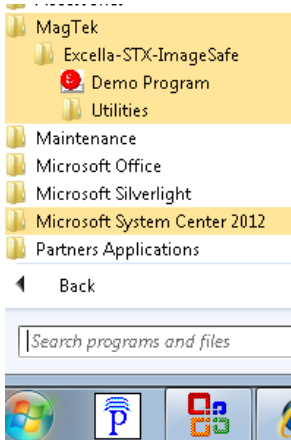 MagTek
Excella-STX-ImageSafe
Demo Program
Utilities
Maintenance
Microsoft Office
Microsoft Silverlight
Microsoft System Center 2012
Partners Applications
Back
Search programs and files
P